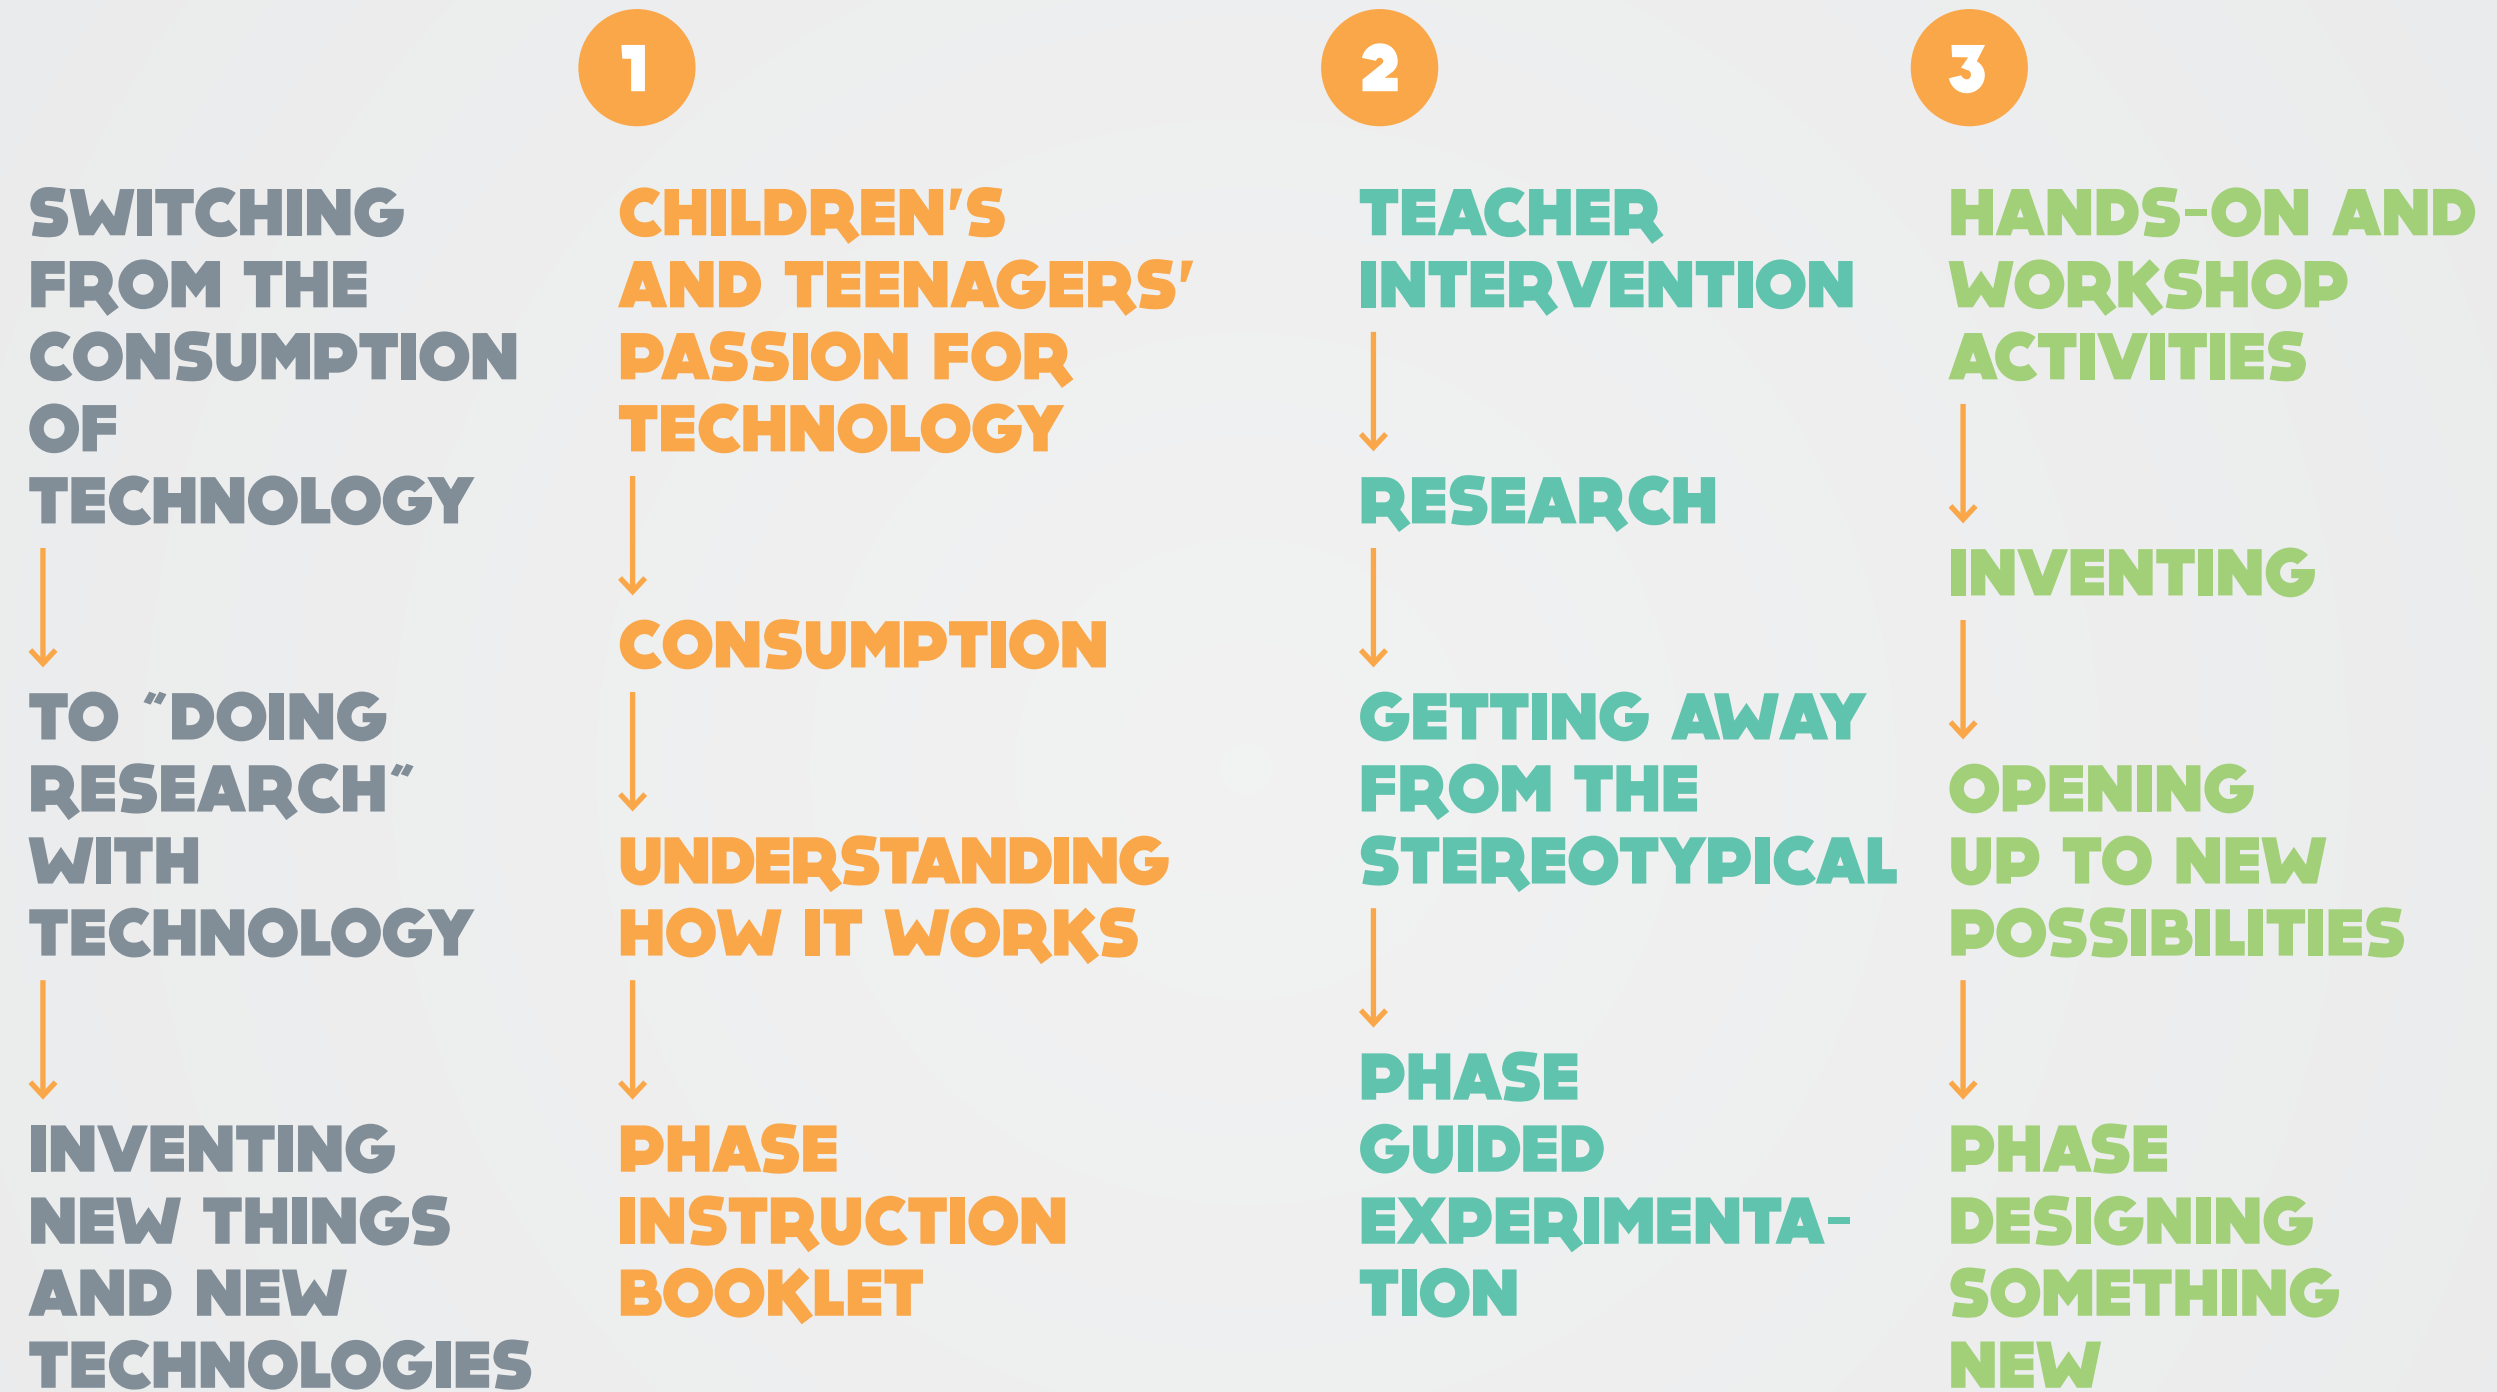 SWITCHING
FROM THE
CONSUMPTION
OF
TECHNOLOGY
TO "DOING
RESEARCH"
WITH
TECHNOLOGY
INVENTING
NEW THINGS
AND NEW
TECHNOLOGIES
1
CHILDREN'S
AND TEENAGERS'
PASSION FOR
TECHNOLOGY
CONSUMPTION
UNDERSTANDING
HOW IT WORKS
PHASE
INSTRUCTION
BOOKLET
2
TEACHER
INTERVENTION
RESEARCH
GETTING AWAY
FROM THE
STEREOTYPICAL
PHASE
GUIDED
EXPERIMENTA-
TION
3
HANDS-ON AND
WORKSHOP
ACTIVITIES
INVENTING
OPENING
UP TO NEW
POSSIBILITIES
PHASE
DESIGNING
SOMETHING
NEW